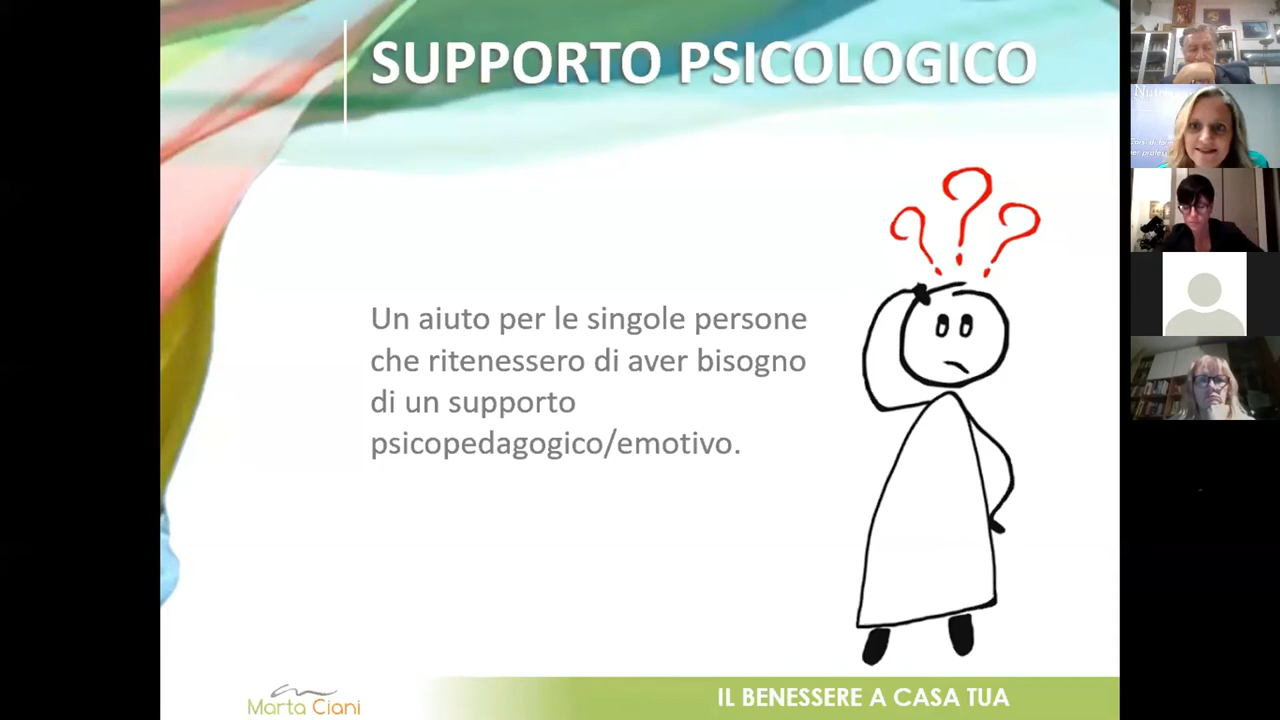 SUPPORTO PSICOLOGICO
Un aiuto per le singole persone
che ritenessero di aver bisogno
di un supporto
psicopedagogico/emotivo.
Marta Ciani
IL BENESSERE A CASA TUA